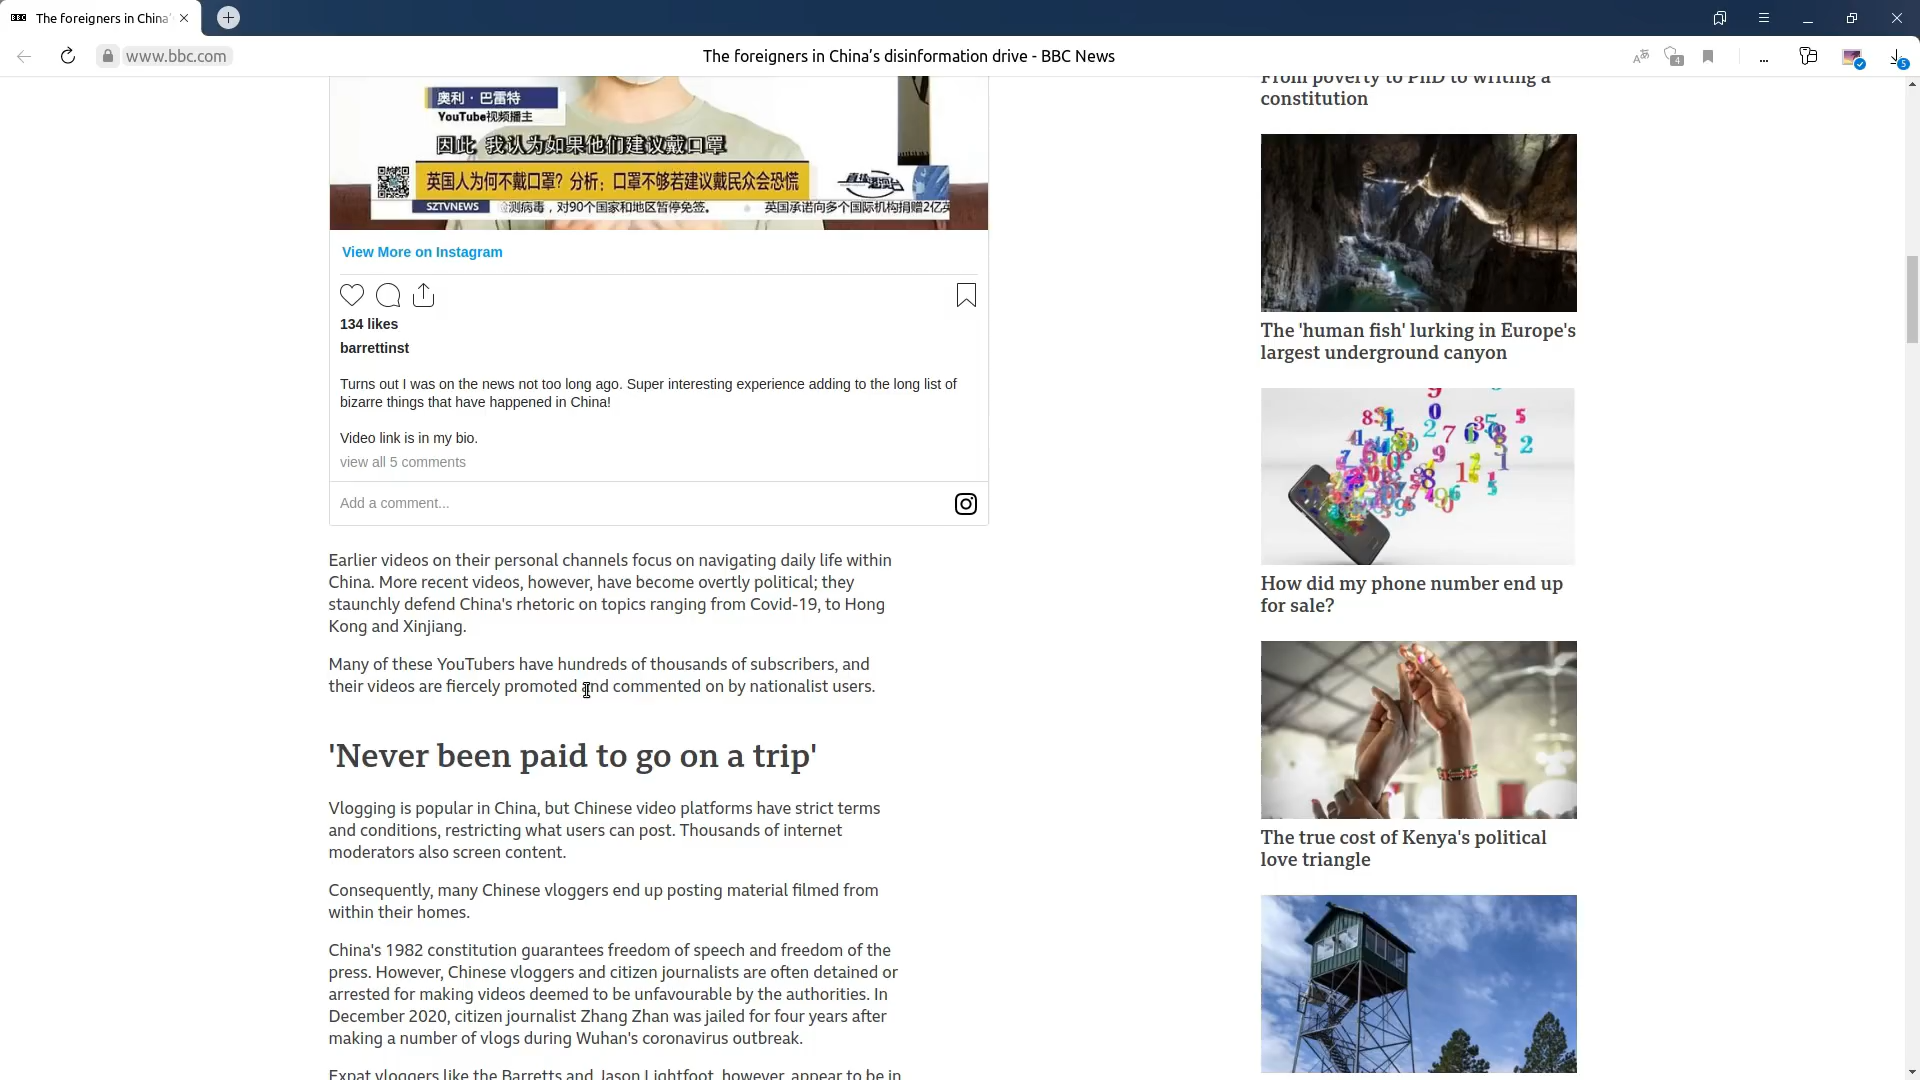 BBC The foreigners in China'
www.bbc.com
The foreigners in China's disinformation drive - BBC News
4
...
5
奥利·巴雷特
YouTube视频播主
因此 我认为如果他们建议戴口罩
英国人为何不戴口罩? 分析: 口罩不够若建议戴民众会恐慌
直播港澳台
SZTVNEWS
测病毒，对90个国家和地区暂停免签。
英国承诺向多个国际机构捐赠2亿英
View More on Instagram
134 likes
barrettinst
Turns out I was on the news not too long ago. Super interesting experience adding to the long list of
bizarre things that have happened in China!
Video link is in my bio.
view all 5 comments
Add a comment...
Earlier videos on their personal channels focus on navigating daily life within
China. More recent videos, however, have become overtly political; they
staunchly defend China's rhetoric on topics ranging from Covid-19, to Hong
Kong and Xinjiang.
Many of these YouTubers have hundreds of thousands of subscribers, and
their videos are fiercely promoted and commented on by nationalist users.
'Never been paid to go on a trip'
Vlogging is popular in China, but Chinese video platforms have strict terms
and conditions, restricting what users can post. Thousands of internet
moderators also screen content.
Consequently, many Chinese vloggers end up posting material filmed from
within their homes.
China's 1982 constitution guarantees freedom of speech and freedom of the
press. However, Chinese vloggers and citizen journalists are often detained or
arrested for making videos deemed to be unfavourable by the authorities. In
December 2020, citizen journalist Zhang Zhan was jailed for four years after
making a number of vlogs during Wuhan's coronavirus outbreak.
Expat vloggers like the Barretts and Jason Lightfoot, however, appear to be in
From poverty to PhD to writing a
constitution
The 'human fish' lurking in Europe's
largest underground canyon
How did my phone number end up
for sale?
The true cost of Kenya's political
love triangle